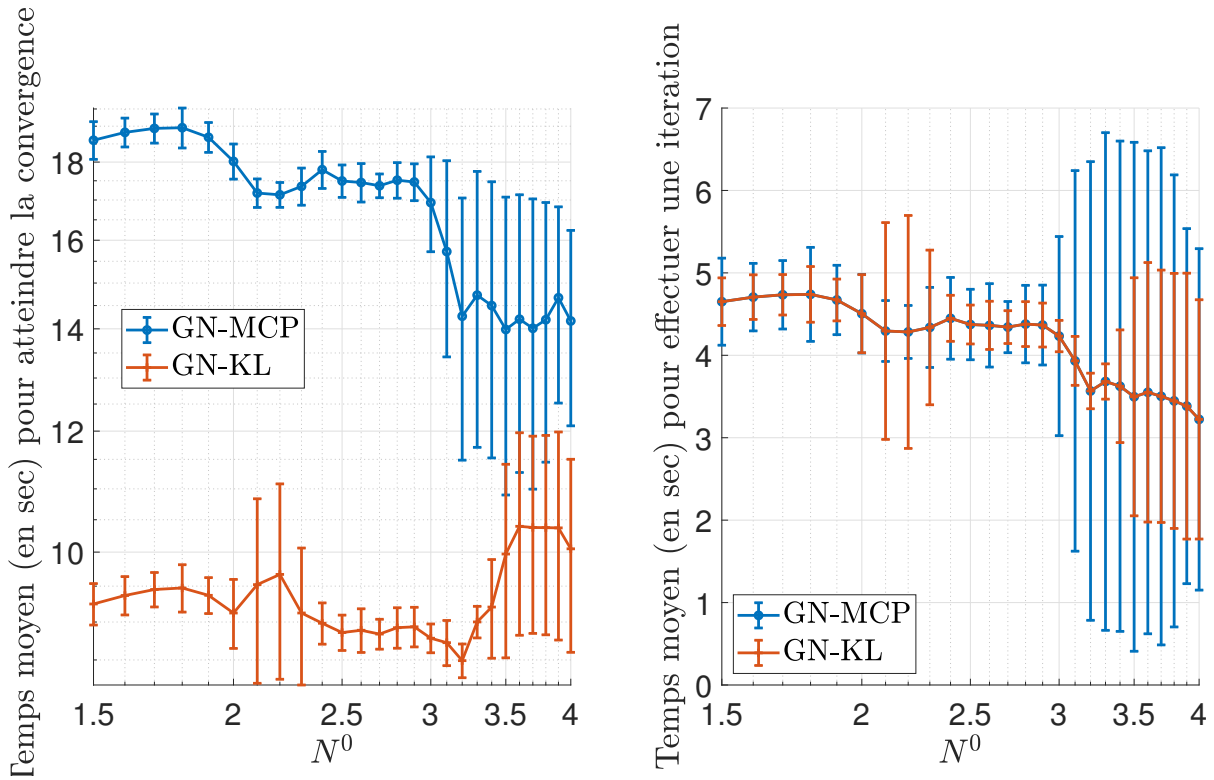 Temps moyen (en sec) pour atteindre la convergence
18
16
14
12
10
GN-MCP
GN-KL
1.5 2 2.5 3 3.5 4
N⁰
Temps moyen (en sec) pour effectuer une iteration
7
6
5
4
3
2
1
0
GN-MCP
GN-KL
1.5 2 2.5 3 3.5 4
N⁰